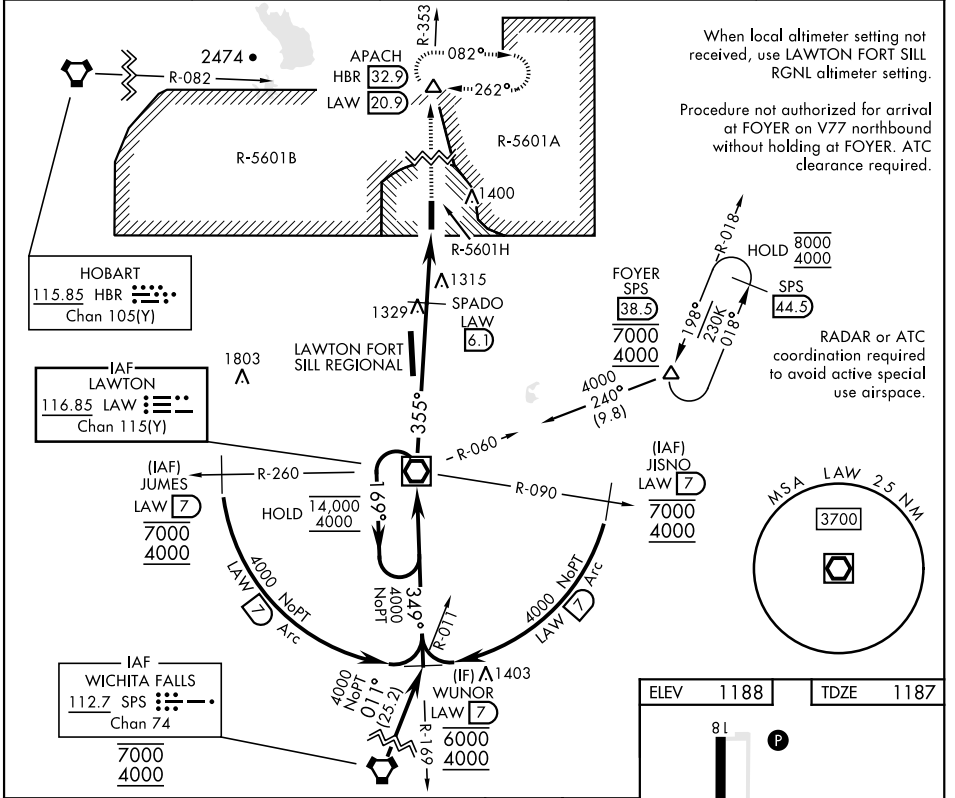 2474
R-082
APACH
HBR 32.9
LAW 20.9
R-353
082°
262°
When local altimeter setting not
received, use LAWTON FORT SILL
RGNL altimeter setting.
Procedure not authorized for arrival
at FOYER on V77 northbound
without holding at FOYER. ATC
clearance required.
R-5601B
R-5601A
1400
R-5601H
HOBART
115.85 HBR
Chan 105(Y)
1315
1329
SPADO
LAW
6.1
LAWTON FORT
SILL REGIONAL
FOYER
SPS
38.5
7000
4000
R-018
HOLD 8000
4000
SPS
44.5
198°
230K
018°
RADAR or ATC
coordination required
to avoid active special
use airspace.
1803
IAF
LAWTON
116.85 LAW
Chan 115(Y)
355°
4000
240°
(9.8)
R-060
(IAF)
JUMES
LAW 7
7000
4000
R-260
HOLD 14,000
4000
169°
R-090
(IAF)
JISNO
LAW 7
7000
4000
MSA LAW 25 NM
3700
4000 NoPT
LAW 7 Arc
4000
NoPT
349°
4000 NoPT
LAW 7 Arc
R-011
IAF
WICHITA FALLS
112.7 SPS
Chan 74
7000
4000
4000
NoPT
011°
(25.2)
R-169
(IF)
WUNOR
LAW 7
6000
4000
1403
ELEV 1188
TDZE 1187
18
P